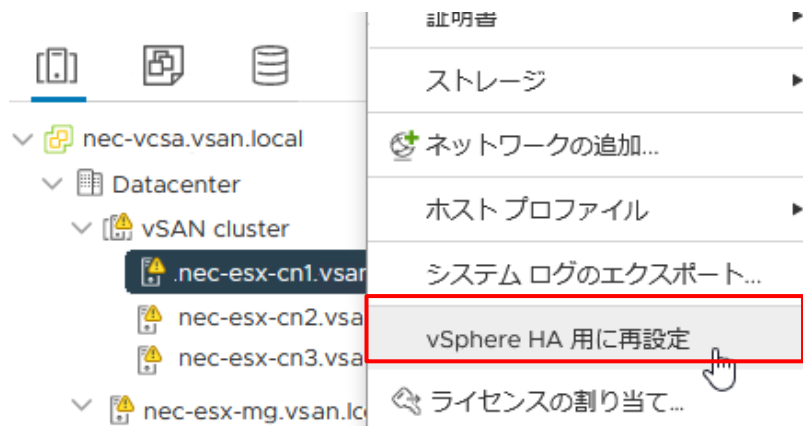 nec-vcsa.vsan.local
Datacenter
vSAN cluster
.nec-esx-cn1.vsar
nec-esx-cn2.vsa
nec-esx-cn3.vsa
nec-esx-mg.vsan.lc
証明書
ストレージ
ネットワークの追加...
ホスト プロファイル
システム ログのエクスポート...
vSphere HA 用に再設定
ライセンスの割り当て...